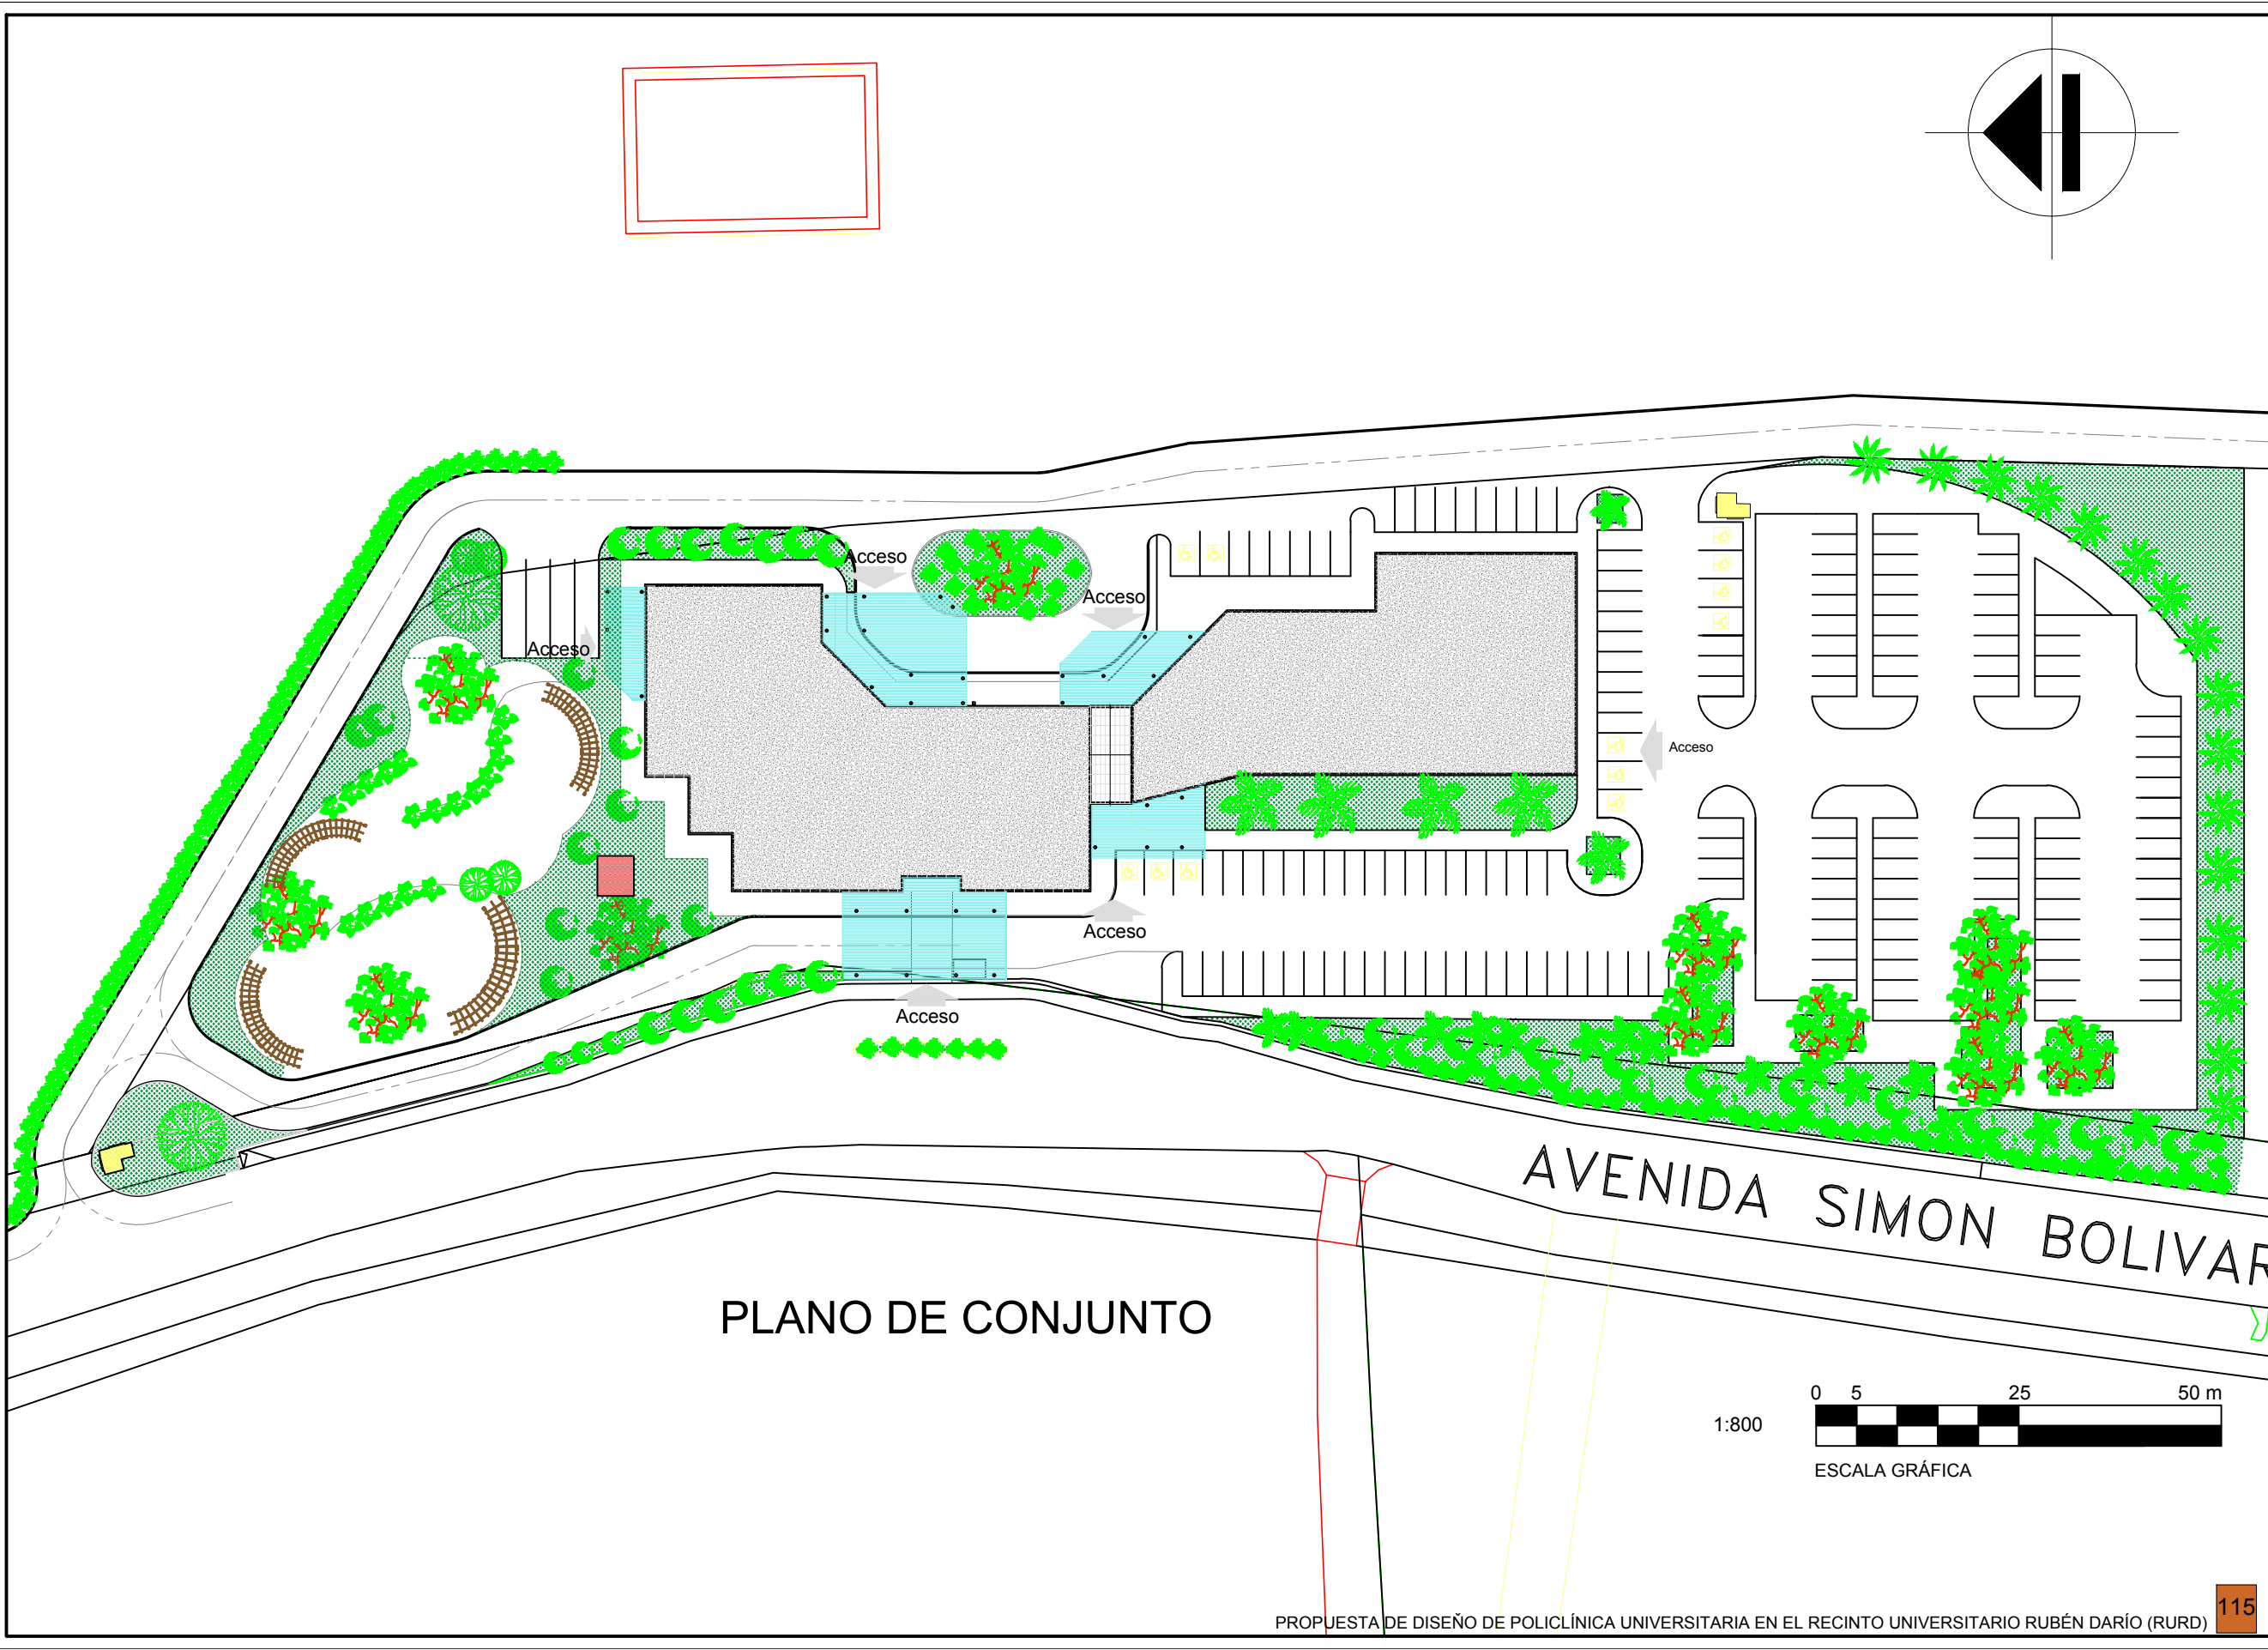 Acceso
Acceso
Acceso
Acceso
Acceso
Acceso
AVENIDA SIMON BOLIVAR
PLANO DE CONJUNTO
0 5 25 50 m
1:800
ESCALA GRÁFICA
PROPUESTA DE DISEÑO DE POLICLÍNICA UNIVERSITARIA EN EL RECINTO UNIVERSITARIO RUBÉN DARÍO (RURD)
115